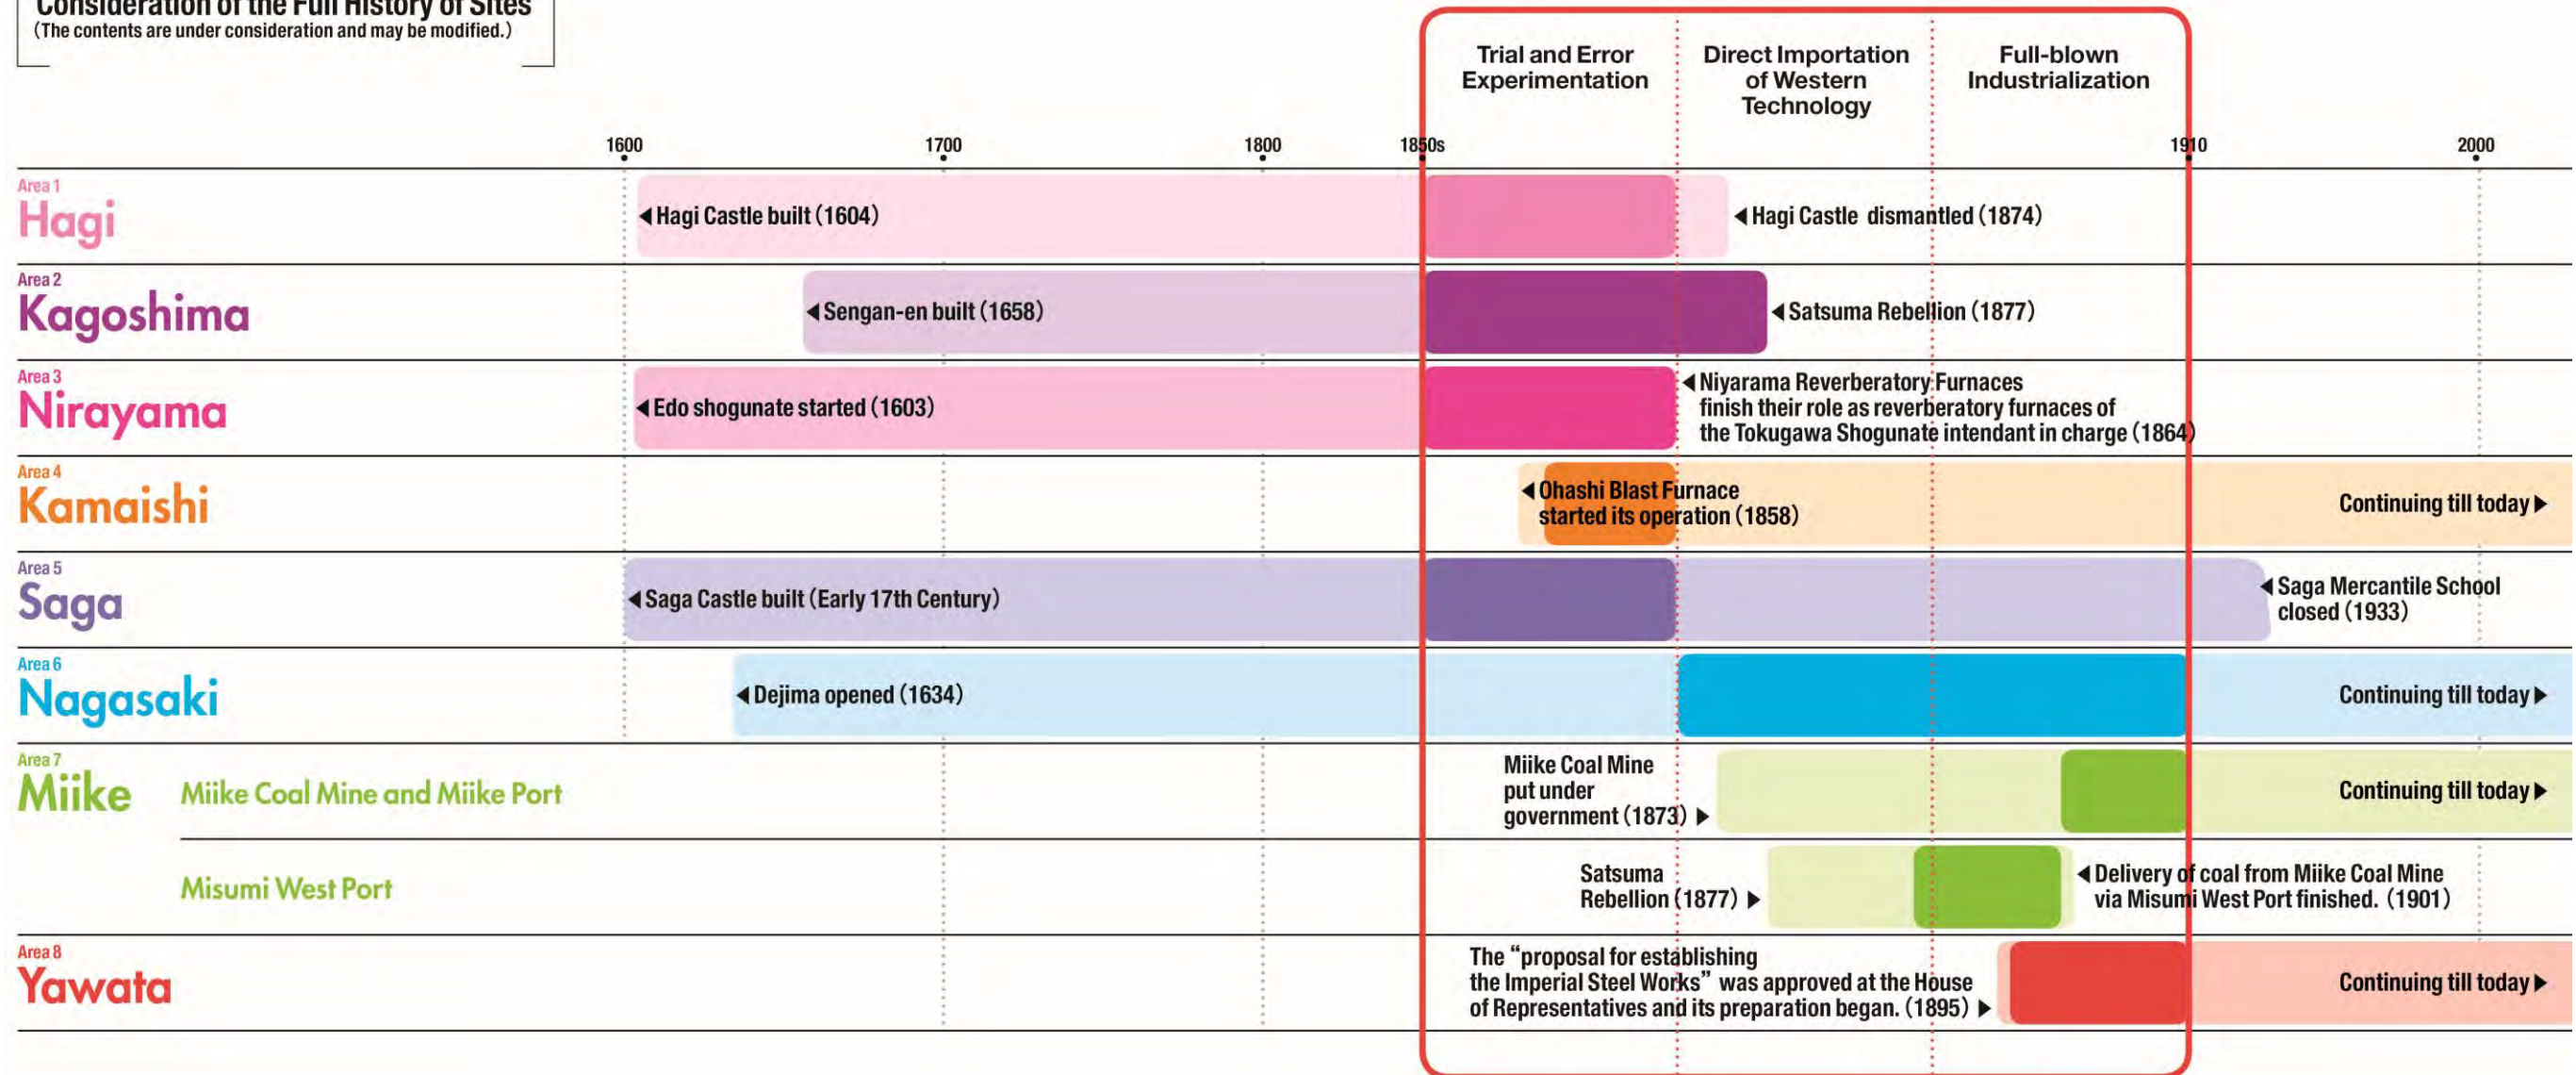 Consideration of the Full History of Sites
(The contents are under consideration and may be modified.)
Trial and Error
Experimentation
Direct Importation
of Western
Technology
Full-blown
Industrialization
1600
1700
1800
1850s
1910
2000
Area 1
Hagi
◀Hagi Castle built (1604)
◀Hagi Castle dismantled (1874)
Area 2
Kagoshima
◀Sengan-en built (1658)
◀Satsuma Rebellion (1877)
Area 3
Nirayama
◀Edo shogunate started (1603)
◀Niyarama Reverberatory Furnaces
finish their role as reverberatory furnaces of
the Tokugawa Shogunate intendant in charge (1864)
Area 4
Kamaishi
◀Ohashi Blast Furnace
started its operation (1858)
Continuing till today▶
Area 5
Saga
◀Saga Castle built (Early 17th Century)
◀Saga Mercantile School
closed (1933)
Area 6
Nagasaki
◀Dejima opened (1634)
Continuing till today▶
Area 7
Miike
Miike Coal Mine and Miike Port
Miike Coal Mine
put under
government (1873) ▶
Continuing till today▶
Misumi West Port
Satsuma
Rebellion (1877) ▶
◀Delivery of coal from Miike Coal Mine
via Misumi West Port finished. (1901)
Area 8
Yawata
The “proposal for establishing
the Imperial Steel Works” was approved at the House
of Representatives and its preparation began. (1895) ▶
Continuing till today▶